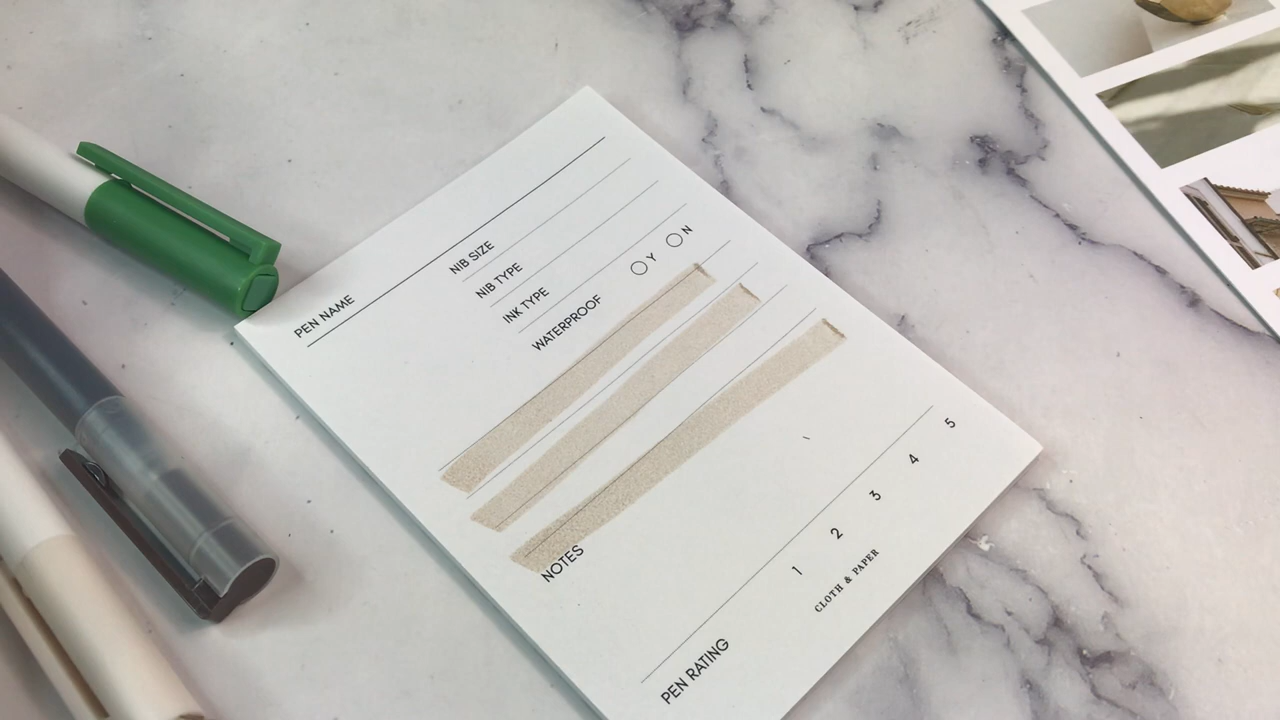 PEN NAME
NIB SIZE
NIB TYPE
INK TYPE
WATERPROOF Y N
NOTES
PEN RATING 1 2 3 4 5
CLOTH & PAPER